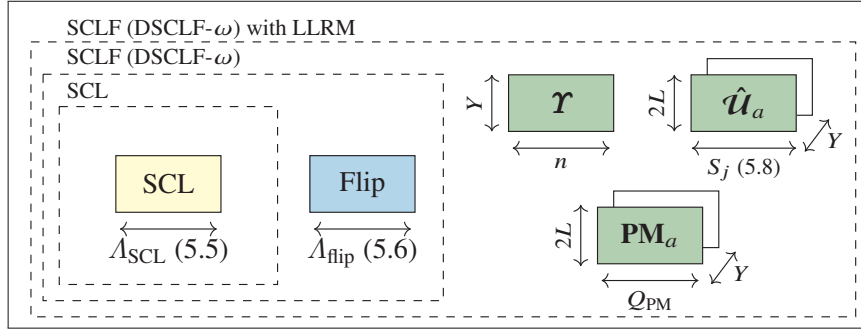 SCLF (DSCLF-ω) with LLRM
SCLF (DSCLF-ω)
SCL
SCL
Λ_SCL (5.5)
Flip
Λ_flip (5.6)
Y
ϒ
n
2L
𝓤̂_a
S_j (5.8)
Y
2L
PM_a
Q_PM
Y